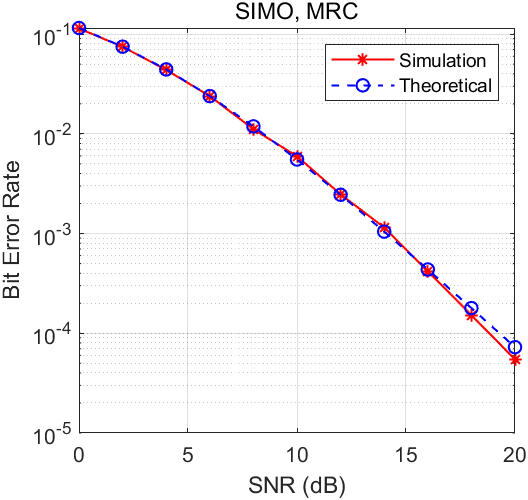 SIMO, MRC
Simulation
Theoretical
10^-1
10^-2
10^-3
10^-4
10^-5
Bit Error Rate
0 5 10 15 20
SNR (dB)